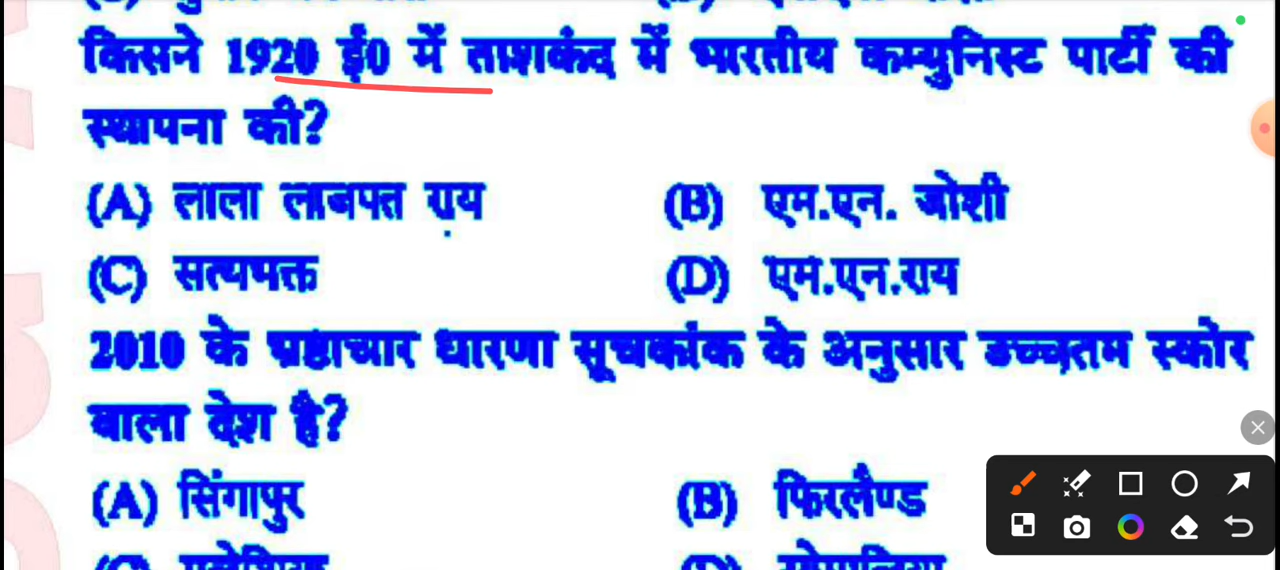 किसने 1920 ई0 में ताशकंद में भारतीय कम्युनिस्ट पार्टी की
स्थापना की?
(A) लाला लाजपत राय (B) एम.एन. जोशी
(C) सत्यभक्त (D) एम.एन.राय
2010 के भ्रष्टाचार धारणा सूचकांक के अनुसार उच्चतम स्कोर
वाला देश है?
(A) सिंगापुर (B) फिरलैण्ड